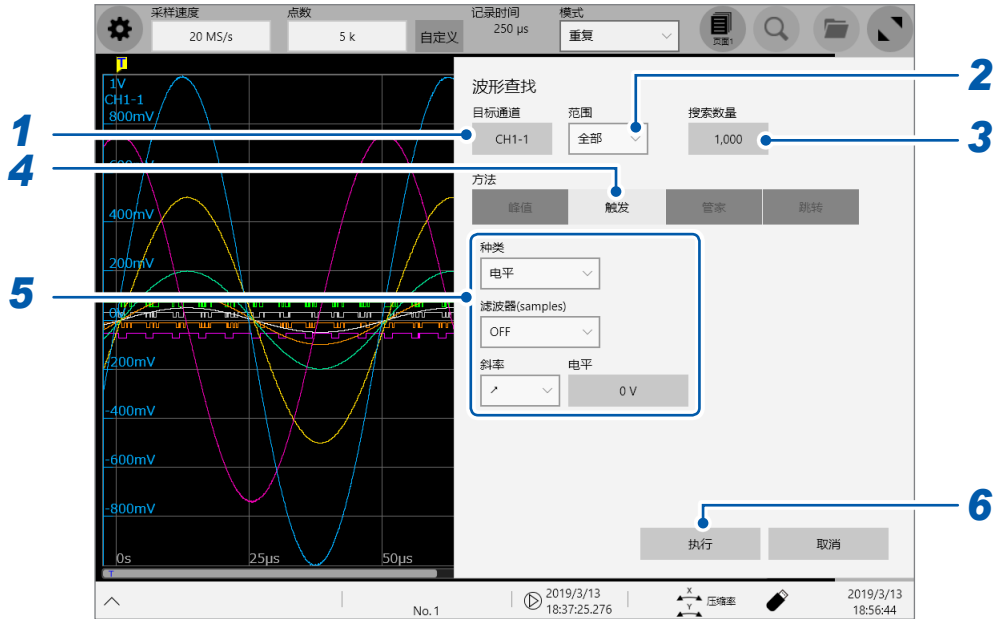 采样速度 点数 记录时间 模式
20 MS/s 5 k 自定义 250 μs 重复 页面1
T
1V
CH1-1
800mV
600mV
400mV
200mV
0V
-200mV
-400mV
-600mV
-800mV
0s 25μs 50μs
T
波形查找
目标通道 范围 搜索数量
CH1-1 全部 1,000
方法
峰值 触发 管家 跳转
种类
电平
滤波器(samples)
OFF
斜率 电平
↗ 0 V
执行 取消
No. 1
2019/3/13
18:37:25.276
X
Y
压缩率
2019/3/13
18:56:44
1
2
3
4
5
6